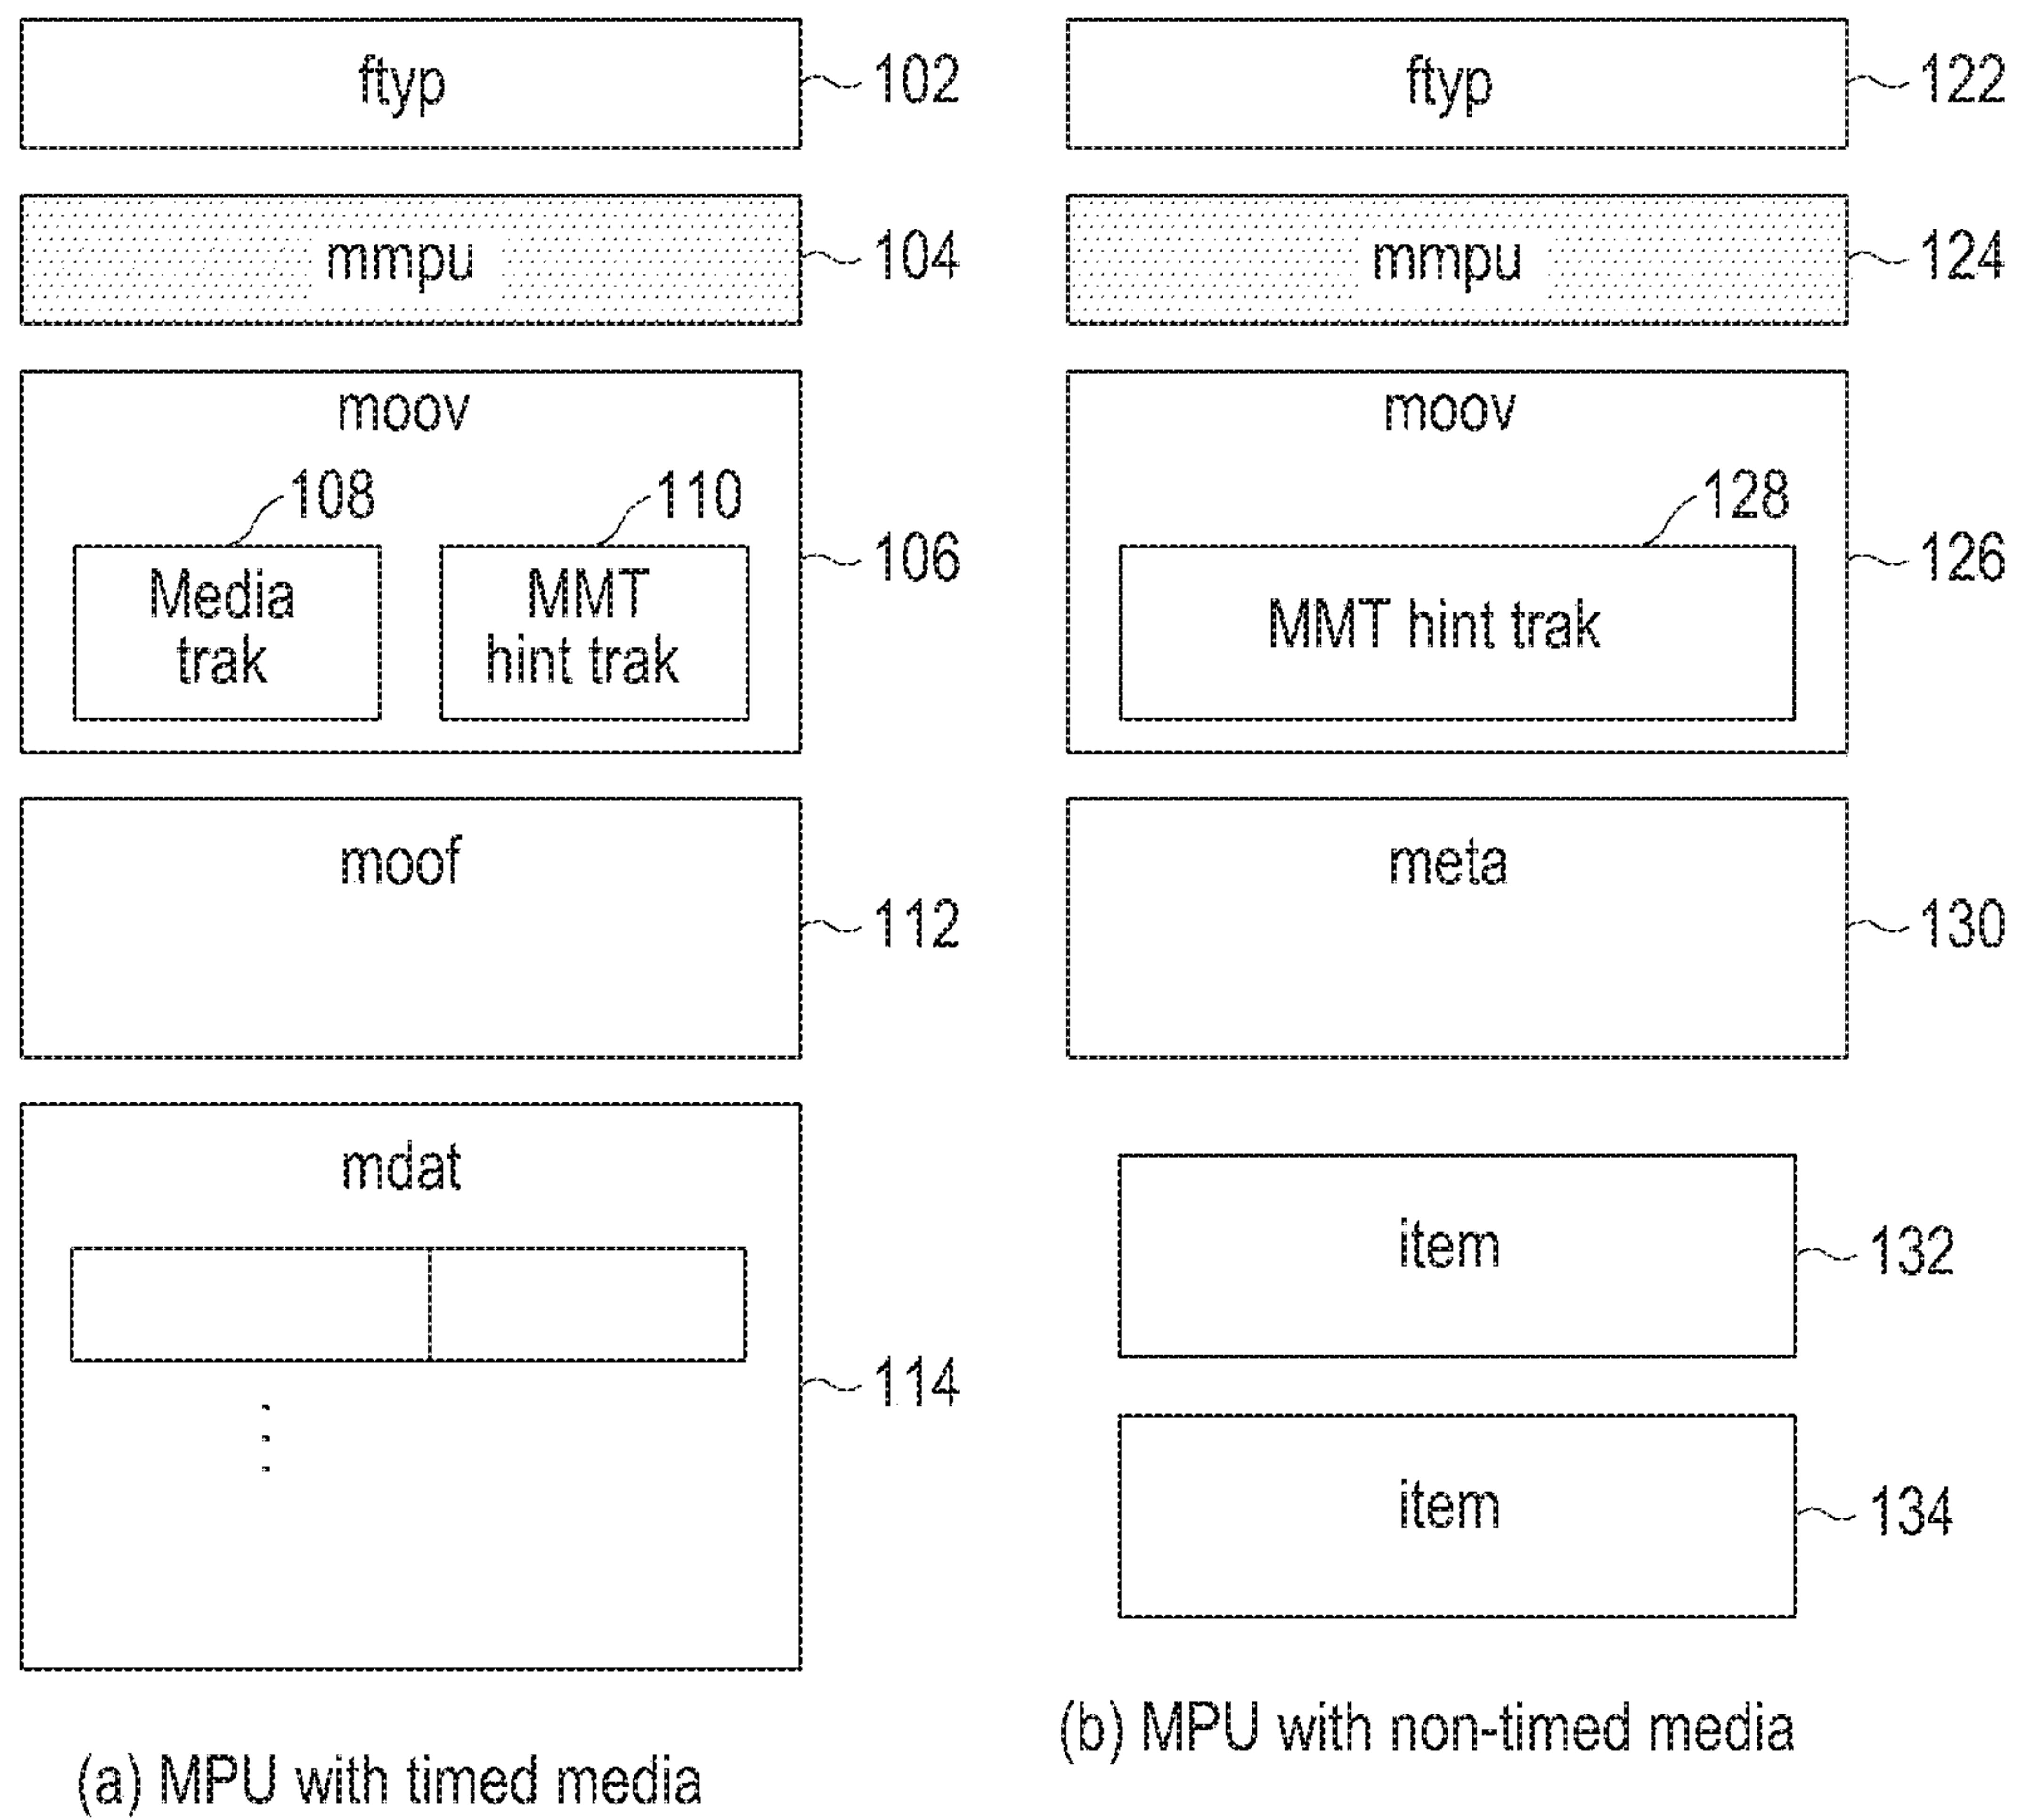 ftyp
102
mmpu
104
moov
108
110
106
Media
trak
MMT
hint trak
moof
112
mdat
114
(a) MPU with timed media
ftyp
122
mmpu
124
moov
128
126
MMT hint trak
meta
130
item
132
item
134
(b) MPU with non-timed media